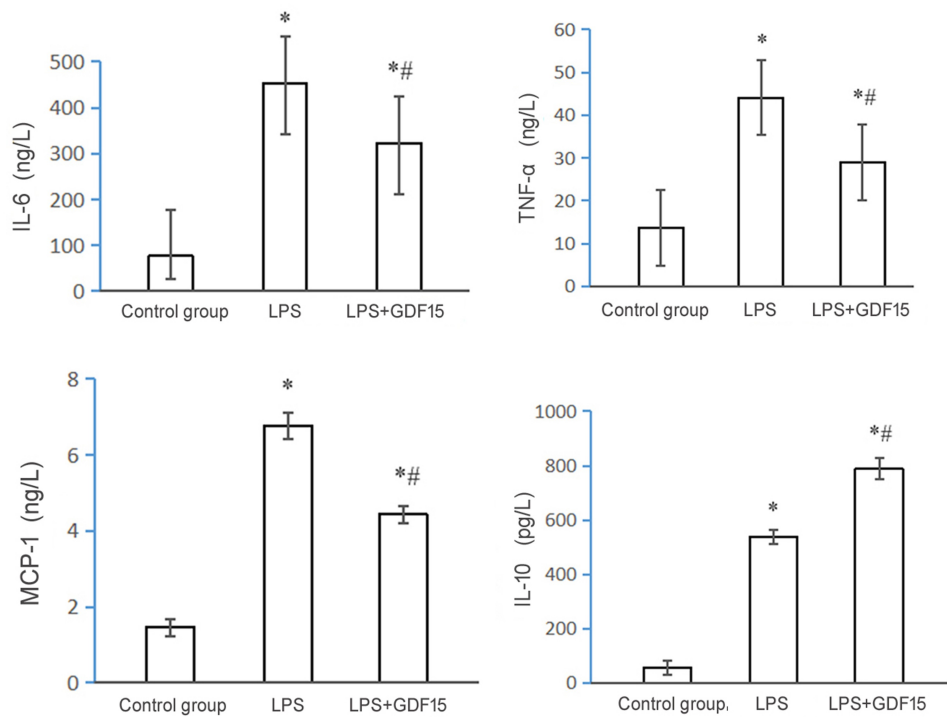 IL-6 (ng/L)
500
400
300
200
100
0
*
*#
Control group
LPS
LPS+GDF15
TNF-α (ng/L)
60
50
40
30
20
10
0
*
*#
Control group
LPS
LPS+GDF15
MCP-1 (ng/L)
8
6
4
2
0
*
*#
Control group
LPS
LPS+GDF15
IL-10 (pg/L)
1000
800
600
400
200
0
*
*#
Control group,
LPS
LPS+GDF15